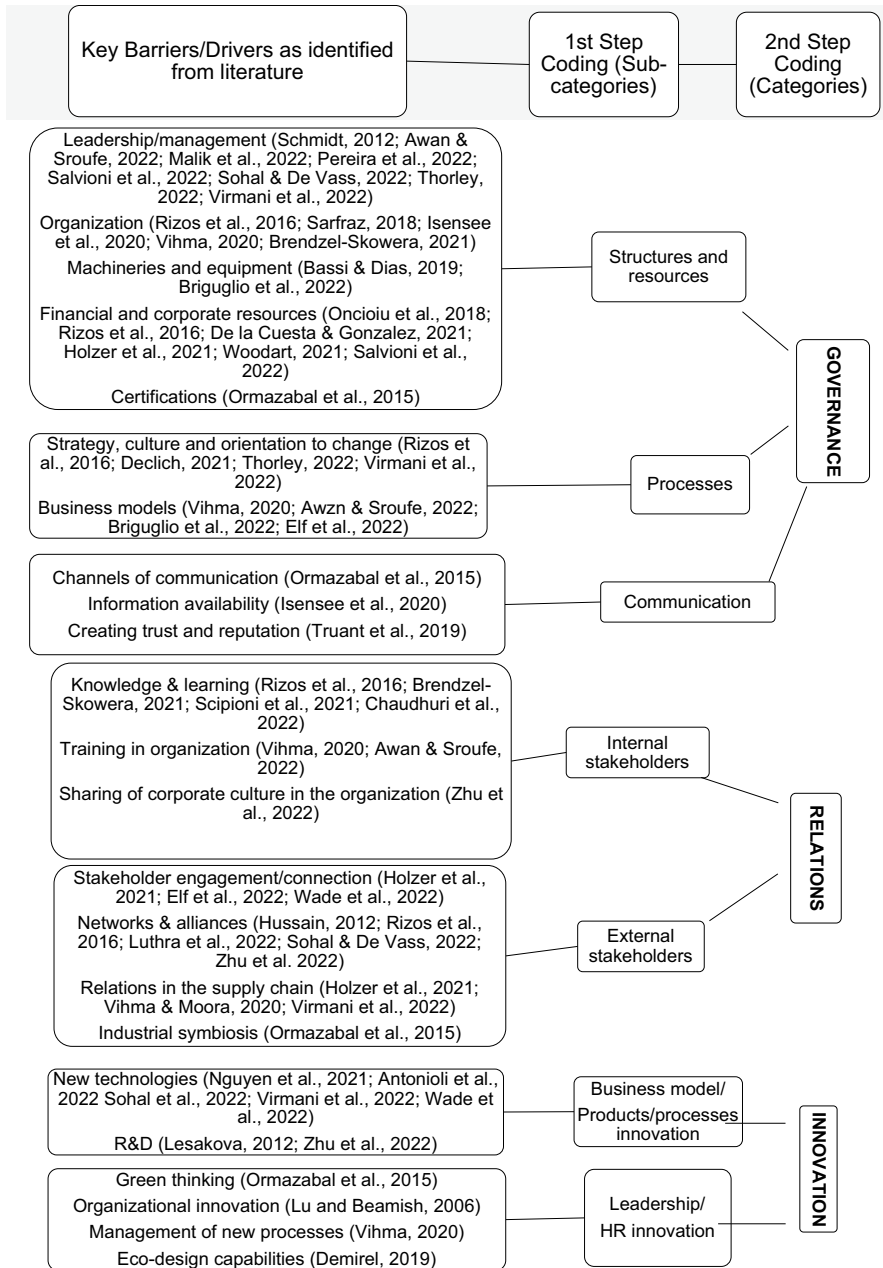 Key Barriers/Drivers as identified
from literature
1st Step
Coding (Sub-
categories)
2nd Step
Coding
(Categories)
Leadership/management (Schmidt, 2012; Awan &
Sroufe, 2022; Malik et al., 2022; Pereira et al., 2022;
Salvioni et al., 2022; Sohal & De Vass, 2022; Thorley,
2022; Virmani et al., 2022)
Organization (Rizos et al., 2016; Sarfraz, 2018; Isensee
et al., 2020; Vihma, 2020; Brendzel-Skowera, 2021)
Machineries and equipment (Bassi & Dias, 2019;
Briguglio et al., 2022)
Financial and corporate resources (Oncioiu et al., 2018;
Rizos et al., 2016; De la Cuesta & Gonzalez, 2021;
Holzer et al., 2021; Woodart, 2021; Salvioni et al.,
2022)
Certifications (Ormazabal et al., 2015)
Structures and
resources
GOVERNANCE
Strategy, culture and orientation to change (Rizos et
al., 2016; Declich, 2021; Thorley, 2022; Virmani et al.,
2022)
Business models (Vihma, 2020; Awzn & Sroufe, 2022;
Briguglio et al., 2022; Elf et al., 2022)
Processes
Channels of communication (Ormazabal et al., 2015)
Information availability (Isensee et al., 2020)
Creating trust and reputation (Truant et al., 2019)
Communication
Knowledge & learning (Rizos et al., 2016; Brendzel-
Skowera, 2021; Scipioni et al., 2021; Chaudhuri et al.,
2022)
Training in organization (Vihma, 2020; Awan & Sroufe,
2022)
Sharing of corporate culture in the organization (Zhu et
al., 2022)
Internal
stakeholders
RELATIONS
Stakeholder engagement/connection (Holzer et al.,
2021; Elf et al., 2022; Wade et al., 2022)
Networks & alliances (Hussain, 2012; Rizos et al.,
2016; Luthra et al., 2022; Sohal & De Vass, 2022;
Zhu et al. 2022)
Relations in the supply chain (Holzer et al., 2021;
Vihma & Moora, 2020; Virmani et al., 2022)
Industrial symbiosis (Ormazabal et al., 2015)
External
stakeholders
New technologies (Nguyen et al., 2021; Antonioli et al.,
2022 Sohal et al., 2022; Virmani et al., 2022; Wade et
al., 2022)
R&D (Lesakova, 2012; Zhu et al., 2022)
Business model/
Products/processes
innovation
INNOVATION
Green thinking (Ormazabal et al., 2015)
Organizational innovation (Lu and Beamish, 2006)
Management of new processes (Vihma, 2020)
Eco-design capabilities (Demirel, 2019)
Leadership/
HR innovation